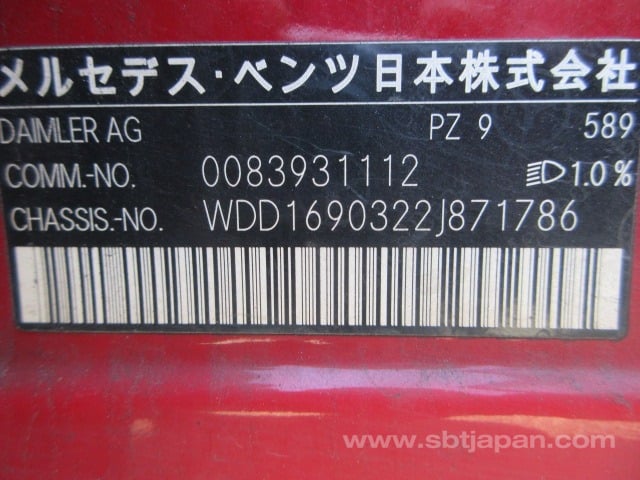 メルセデス・ベンツ日本株式会社
DAIMLER AG PZ 9 589
COMM.-NO. 0083931112 1.0 %
CHASSIS.-NO. WDD1690322J871786
www.sbtjapan.com